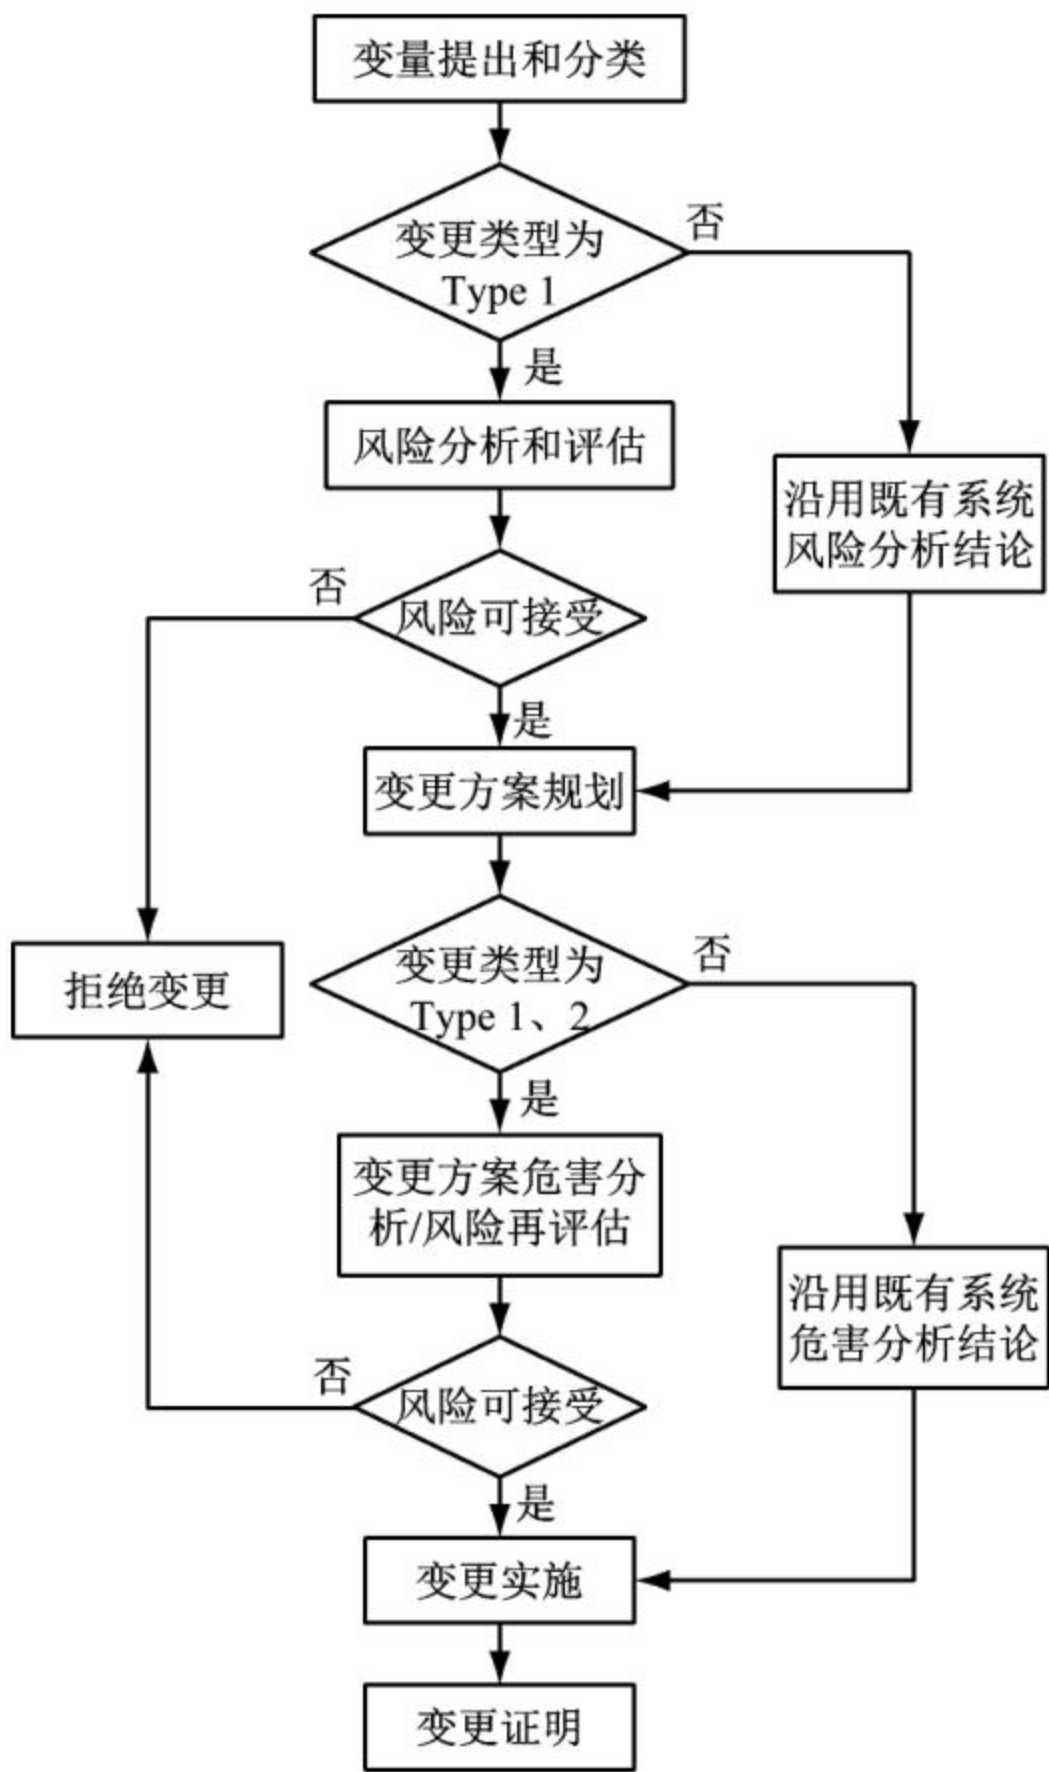 变量提出和分类
变更类型为
Type 1
否
是
风险分析和评估
沿用既有系统
风险分析结论
否
风险可接受
是
变更方案规划
拒绝变更
变更类型为
Type 1、2
否
是
变更方案危害分
析/风险再评估
沿用既有系统
危害分析结论
否
风险可接受
是
变更实施
变更证明